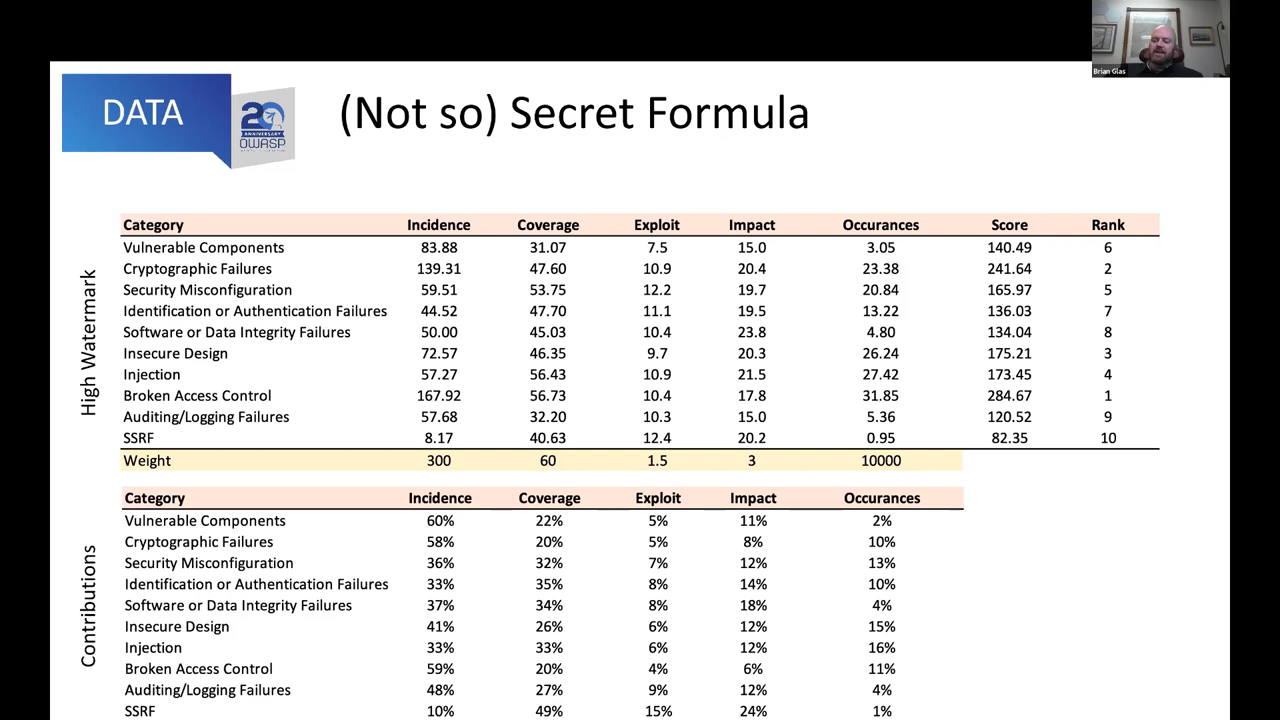 Brian Glas
DATA
20
ANNIVERSARY
OWASP
(Not so) Secret Formula
High Watermark
Category Incidence Coverage Exploit Impact Occurances Score Rank
Vulnerable Components 83.88 31.07 7.5 15.0 3.05 140.49 6
Cryptographic Failures 139.31 47.60 10.9 20.4 23.38 241.64 2
Security Misconfiguration 59.51 53.75 12.2 19.7 20.84 165.97 5
Identification or Authentication Failures 44.52 47.70 11.1 19.5 13.22 136.03 7
Software or Data Integrity Failures 50.00 45.03 10.4 23.8 4.80 134.04 8
Insecure Design 72.57 46.35 9.7 20.3 26.24 175.21 3
Injection 57.27 56.43 10.9 21.5 27.42 173.45 4
Broken Access Control 167.92 56.73 10.4 17.8 31.85 284.67 1
Auditing/Logging Failures 57.68 32.20 10.3 15.0 5.36 120.52 9
SSRF 8.17 40.63 12.4 20.2 0.95 82.35 10
Weight 300 60 1.5 3 10000
Contributions
Category Incidence Coverage Exploit Impact Occurances
Vulnerable Components 60% 22% 5% 11% 2%
Cryptographic Failures 58% 20% 5% 8% 10%
Security Misconfiguration 36% 32% 7% 12% 13%
Identification or Authentication Failures 33% 35% 8% 14% 10%
Software or Data Integrity Failures 37% 34% 8% 18% 4%
Insecure Design 41% 26% 6% 12% 15%
Injection 33% 33% 6% 12% 16%
Broken Access Control 59% 20% 4% 6% 11%
Auditing/Logging Failures 48% 27% 9% 12% 4%
SSRF 10% 49% 15% 24% 1%